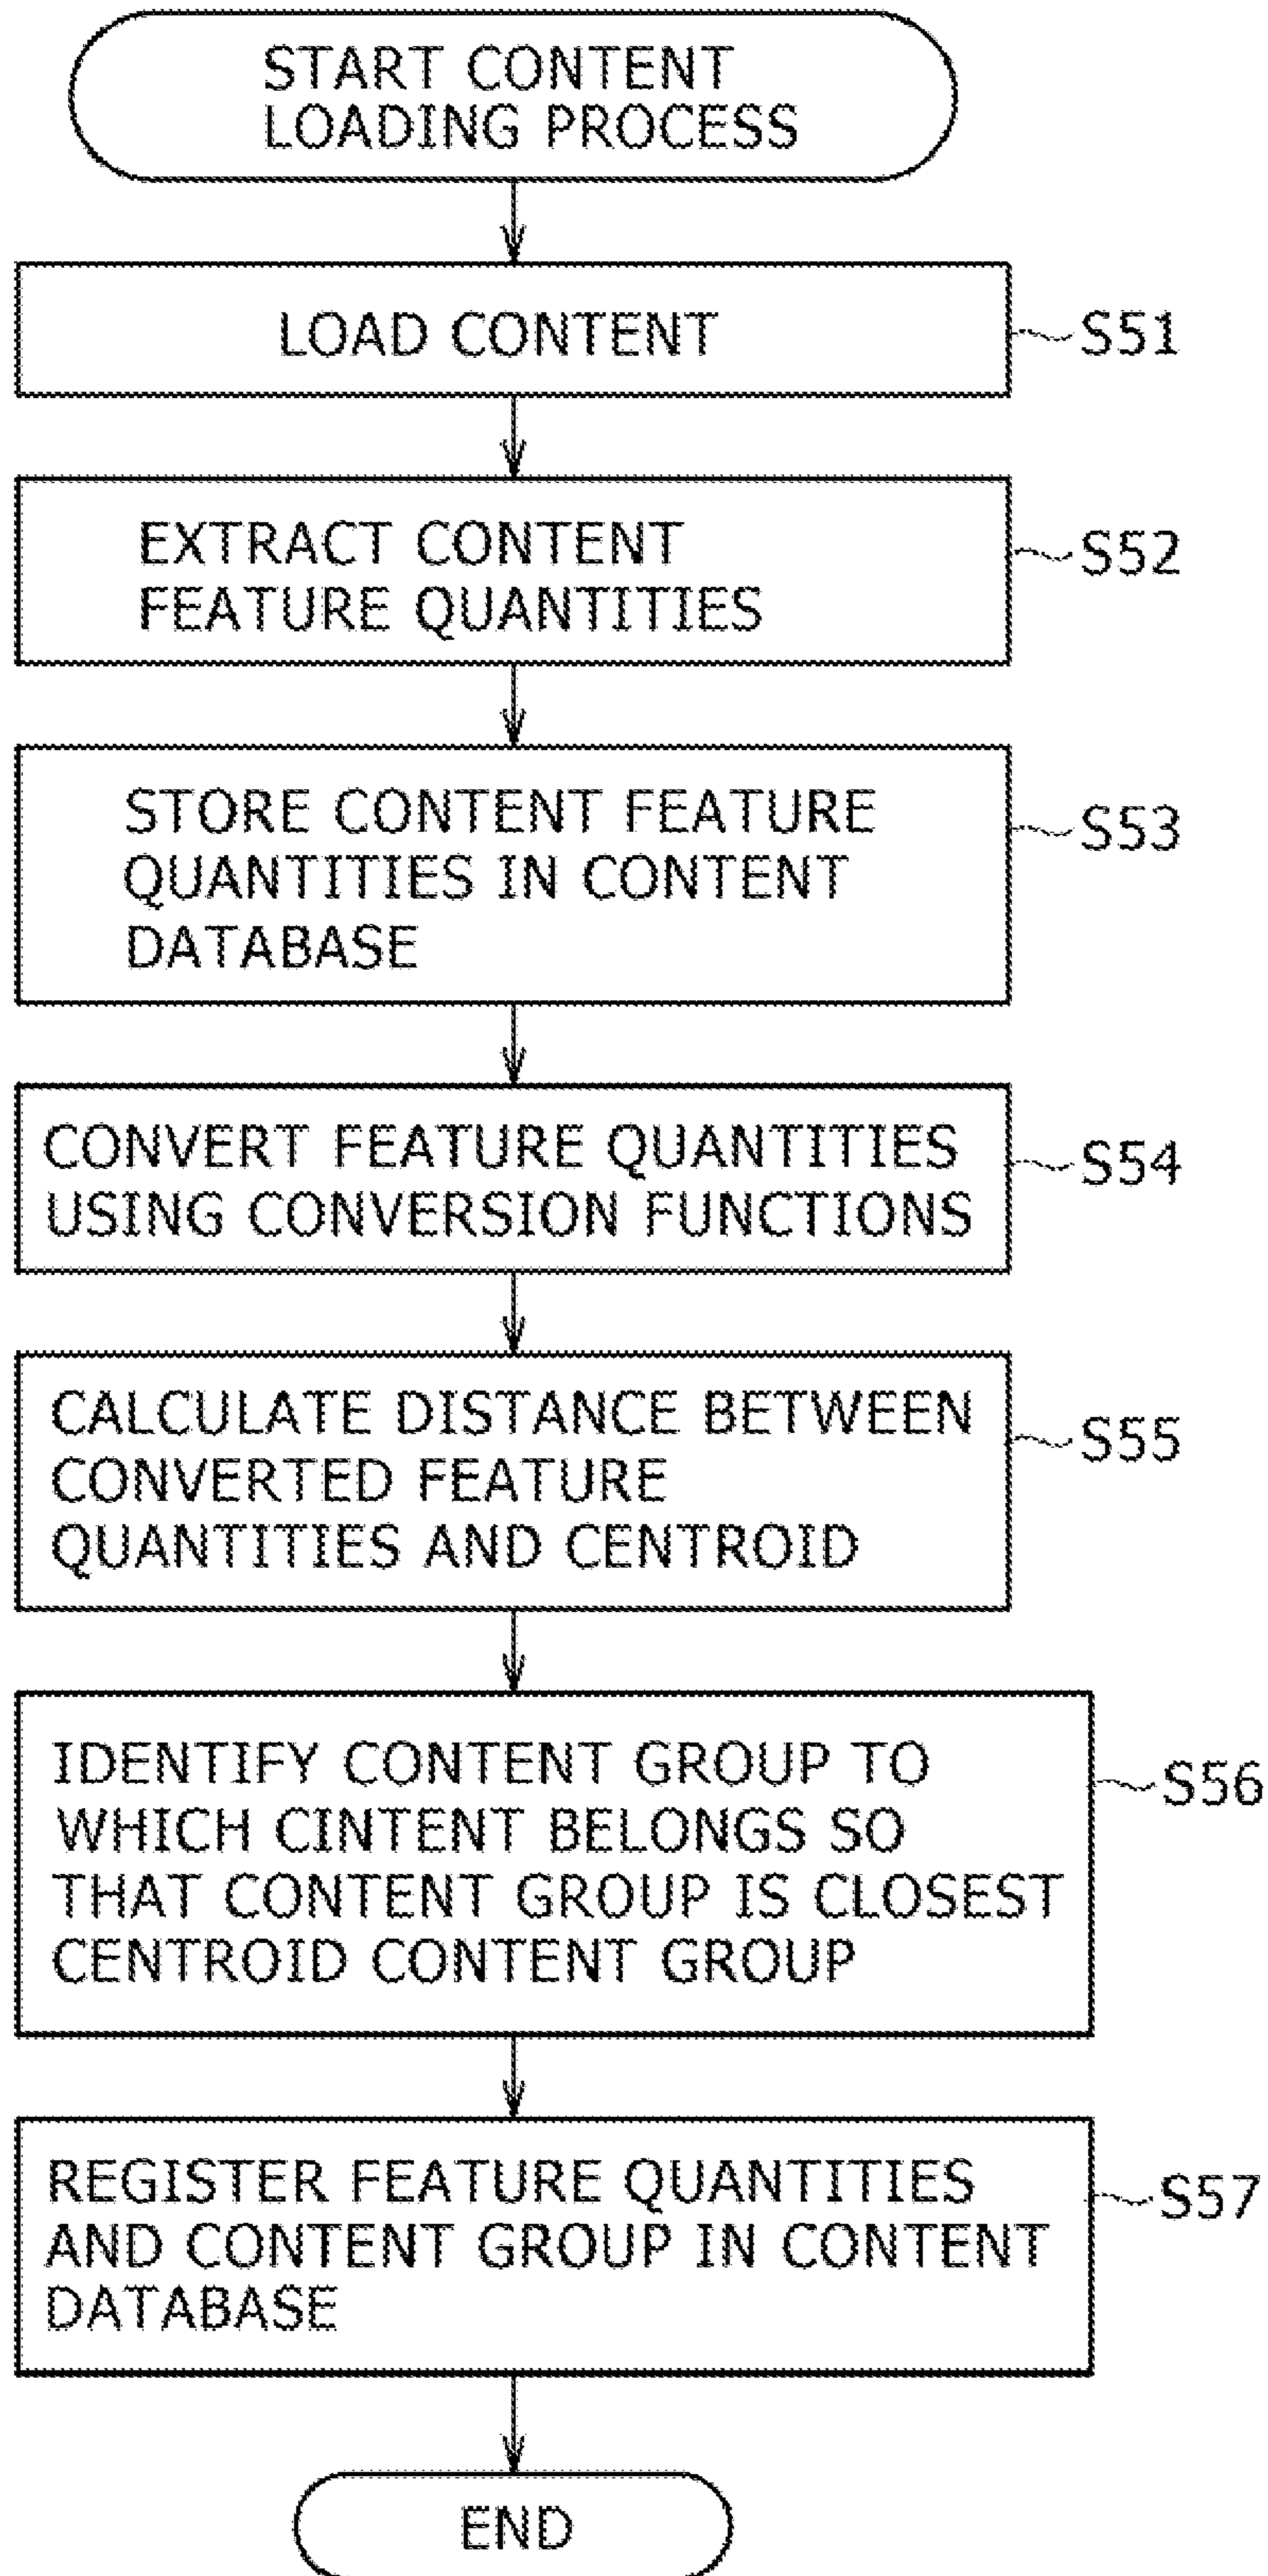 START CONTENT
LOADING PROCESS
LOAD CONTENT
S51
EXTRACT CONTENT
FEATURE QUANTITIES
S52
STORE CONTENT FEATURE
QUANTITIES IN CONTENT
DATABASE
S53
CONVERT FEATURE QUANTITIES
USING CONVERSION FUNCTIONS
S54
CALCULATE DISTANCE BETWEEN
CONVERTED FEATURE
QUANTITIES AND CENTROID
S55
IDENTIFY CONTENT GROUP TO
WHICH CINTENT BELONGS SO
THAT CONTENT GROUP IS CLOSEST
CENTROID CONTENT GROUP
S56
REGISTER FEATURE QUANTITIES
AND CONTENT GROUP IN CONTENT
DATABASE
S57
END